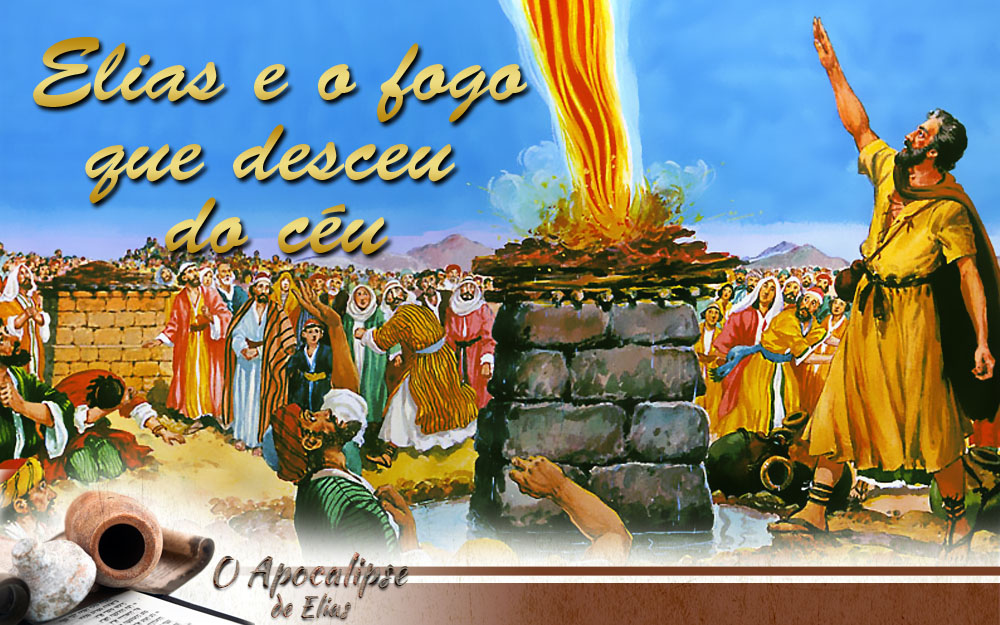 Elias e o fogo
que desceu
do céu
O Apocalipse
de Elias